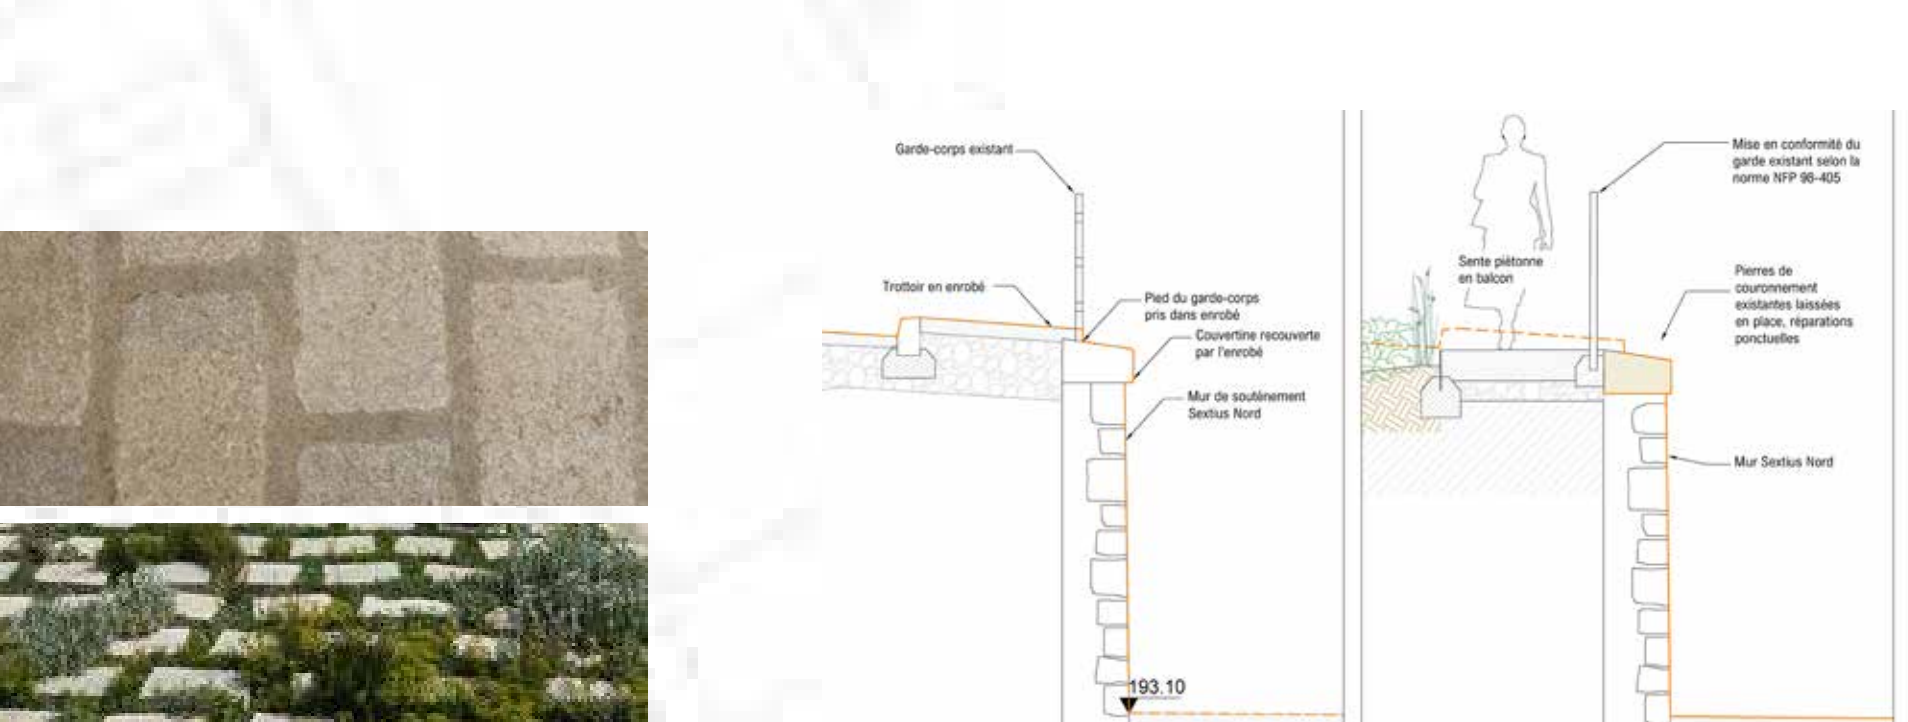 Garde-corps existant
Trottoir en enrobé
Pied du garde-corps
pris dans enrobé
Couvertine recouverte
par l'enrobé
Mur de soutènement
Sextius Nord
193.10
Mise en conformité du
garde existant selon la
norme NFP 98-405
Sente piétonne
en balcon
Pierres de
couronnement
existantes laissées
en place, réparations
ponctuelles
Mur Sextius Nord